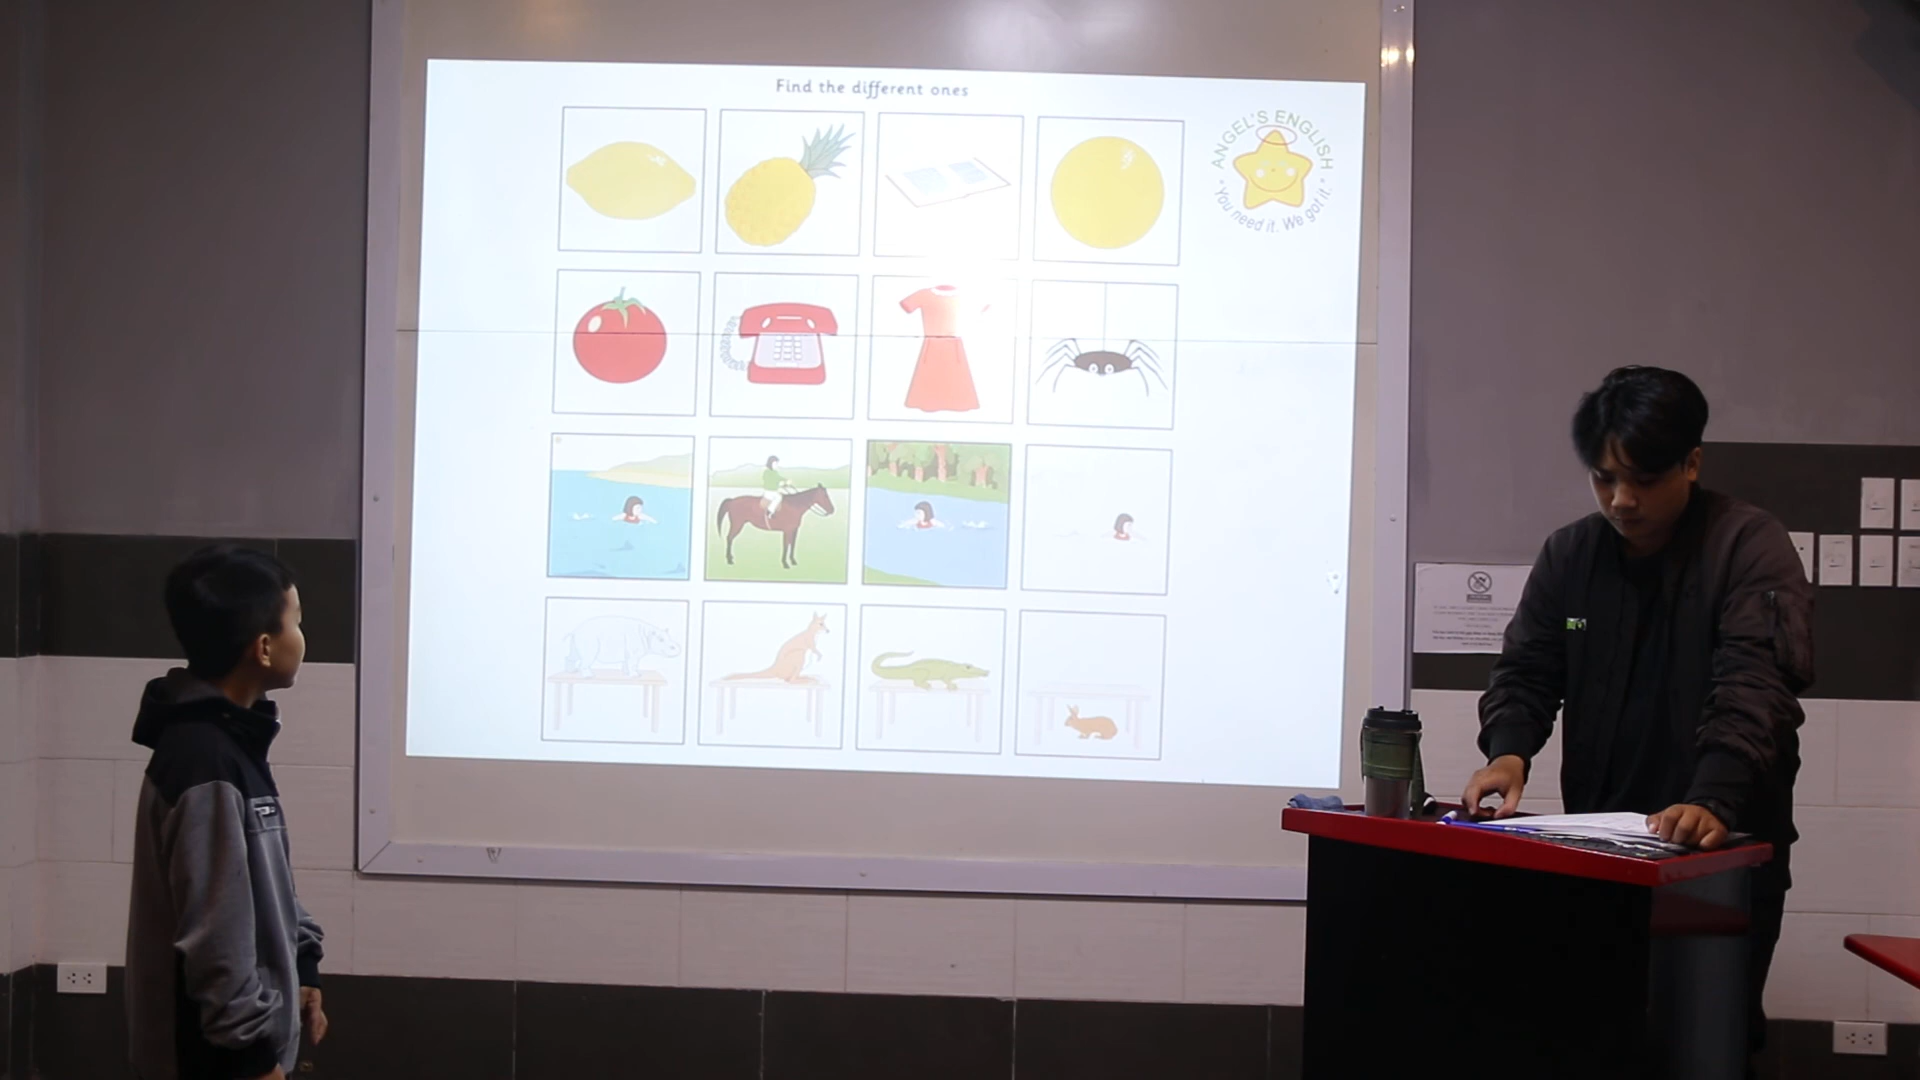 Find the different ones
ANGEL'S ENGLISH
You need it. We got it.